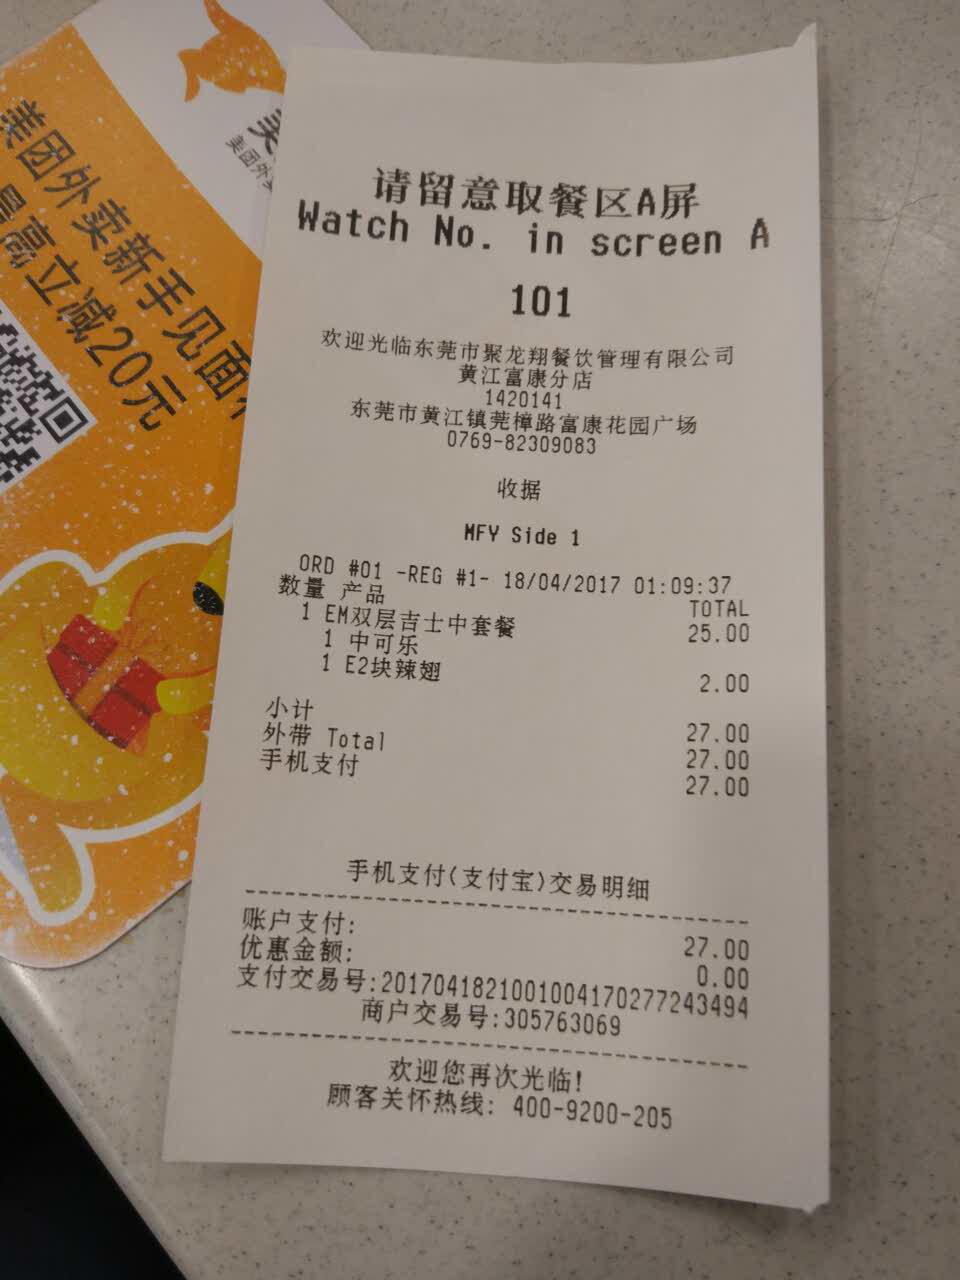 请留意取餐区A屏
Watch No. in screen A
101
欢迎光临东莞市聚龙翔餐饮管理有限公司
黄江富康分店
1420141
东莞市黄江镇莞樟路富康花园广场
0769-82309083
收据
MFY Side 1
ORD #01 -REG #1- 18/04/2017 01:09:37
数量 产品 TOTAL
1 EM双层吉士中套餐 25.00
1 中可乐
1 E2块辣翅 2.00
小计 27.00
外带 Total 27.00
手机支付 27.00
手机支付(支付宝)交易明细
账户支付: 27.00
优惠金额: 0.00
支付交易号:2017041821001004170277243494
商户交易号:305763069
欢迎您再次光临!
顾客关怀热线: 400-9200-205
美团外卖新手见面
最高立减20元
美团外